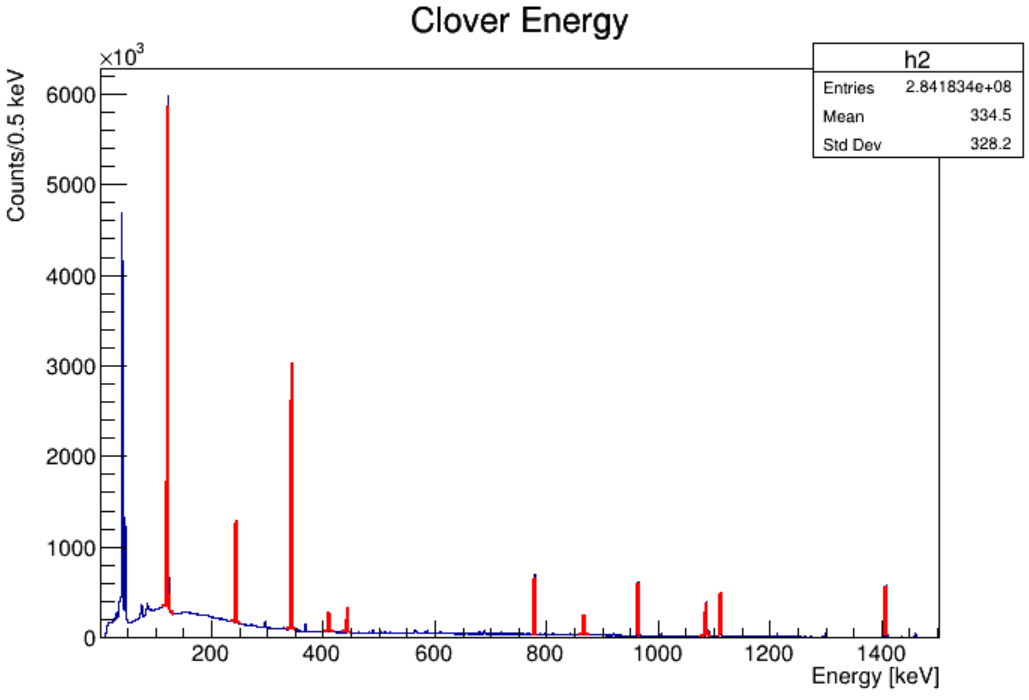 Clover Energy
×10³
h2
Entries 2.841834e+08
Mean 334.5
Std Dev 328.2
Counts/0.5 keV
6000
5000
4000
3000
2000
1000
0
200 400 600 800 1000 1200 1400
Energy [keV]